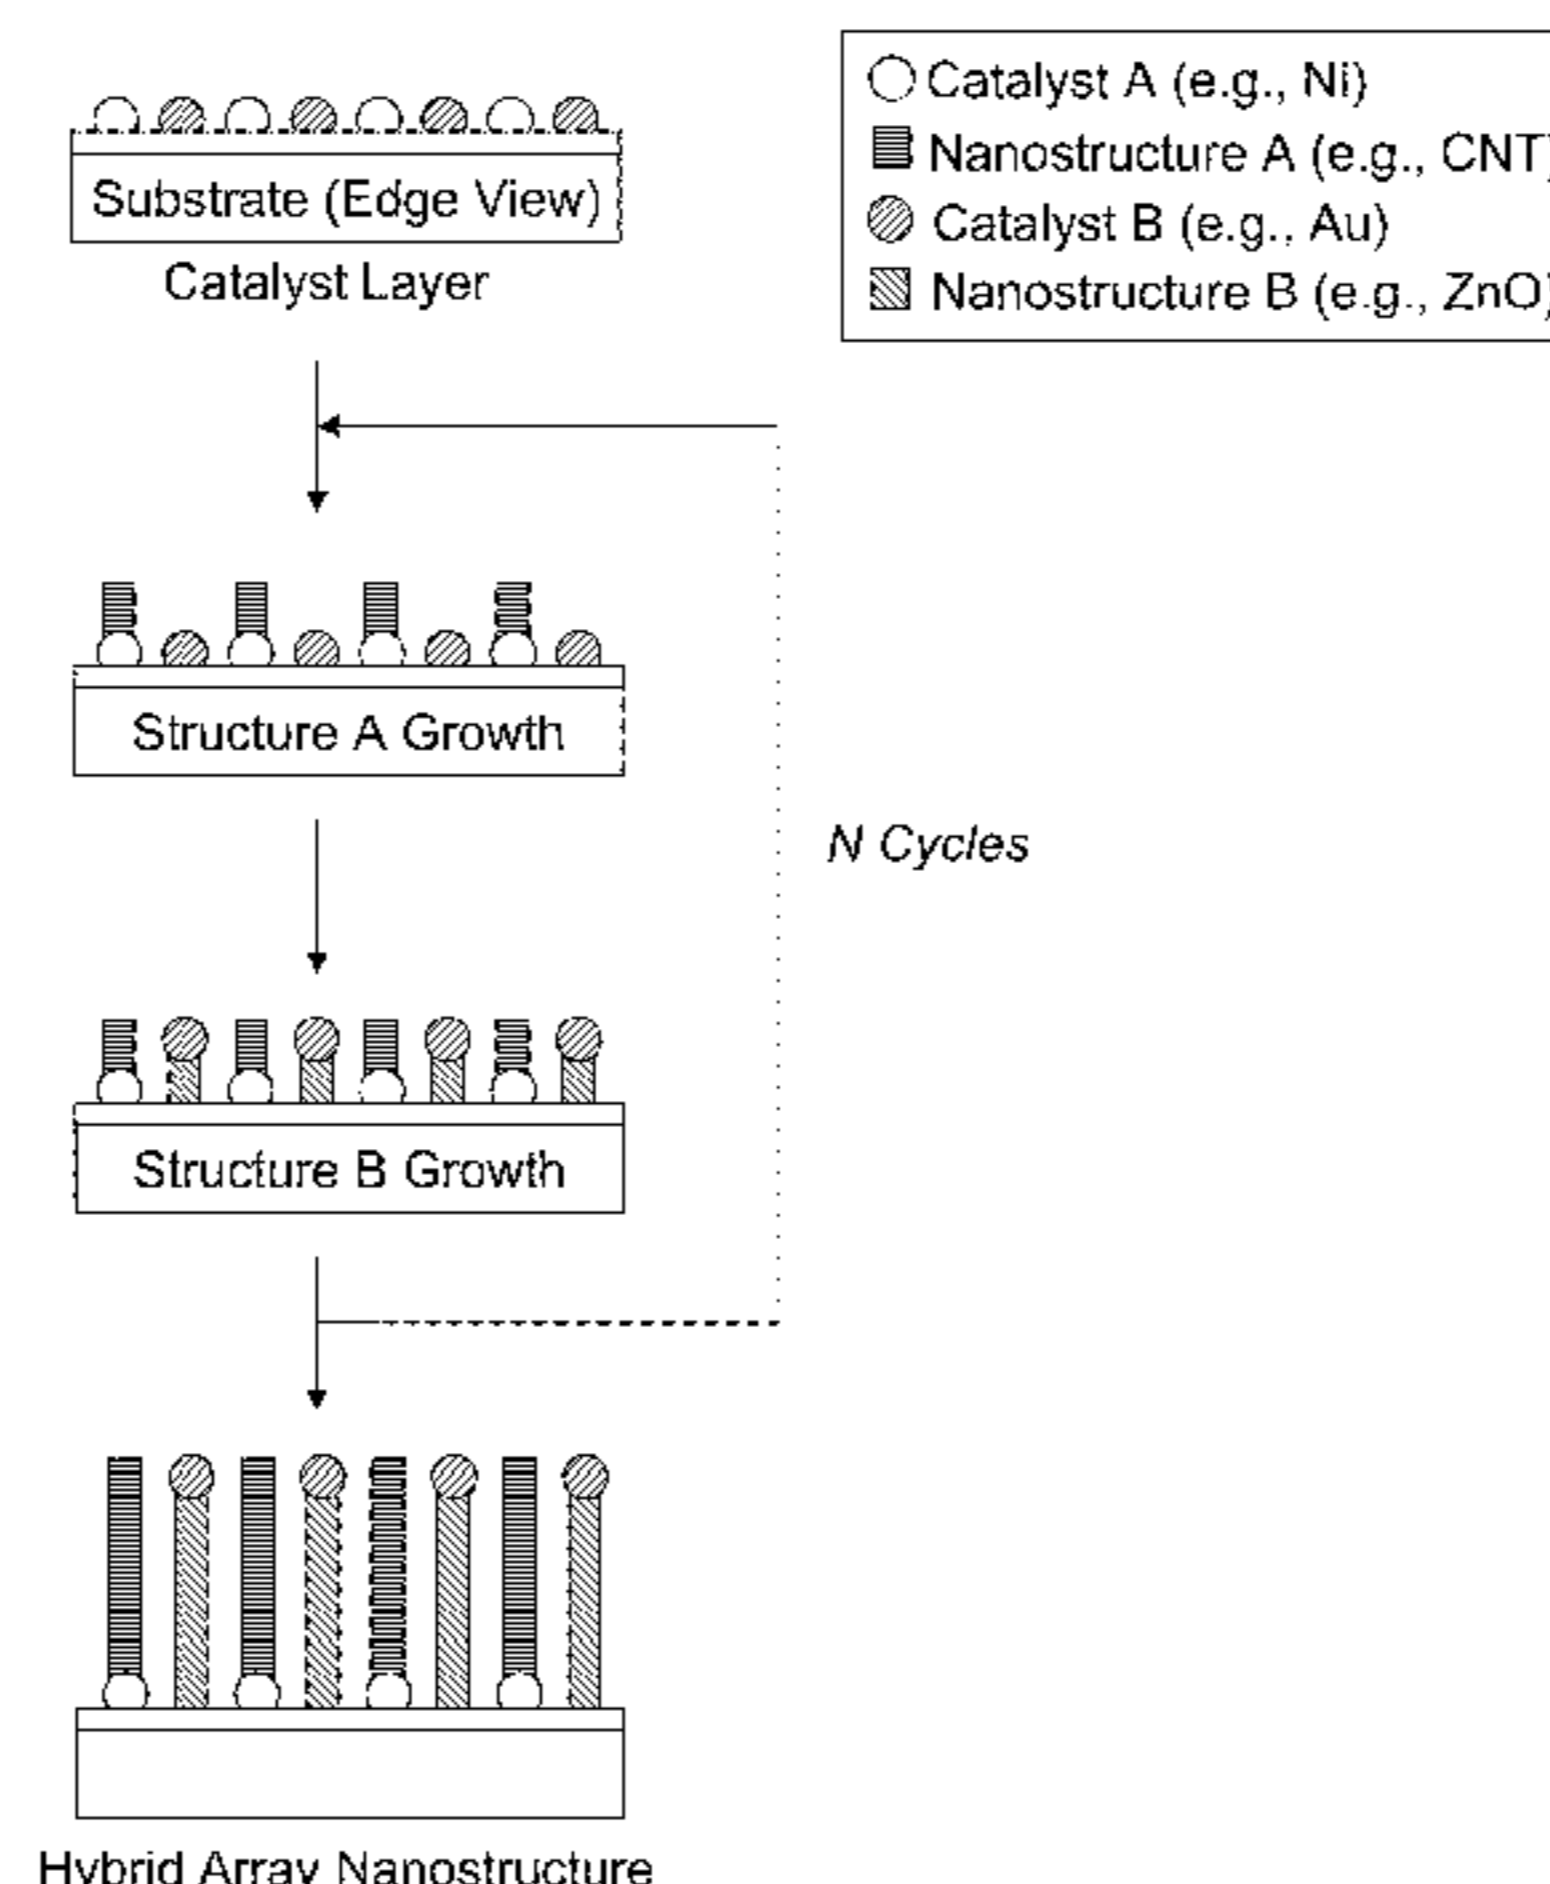 Catalyst A (e.g., Ni)
Nanostructure A (e.g., CNT)
Catalyst B (e.g., Au)
Nanostructure B (e.g., ZnO)
Substrate (Edge View)
Catalyst Layer
Structure A Growth
N Cycles
Structure B Growth
Hybrid Array Nanostructure